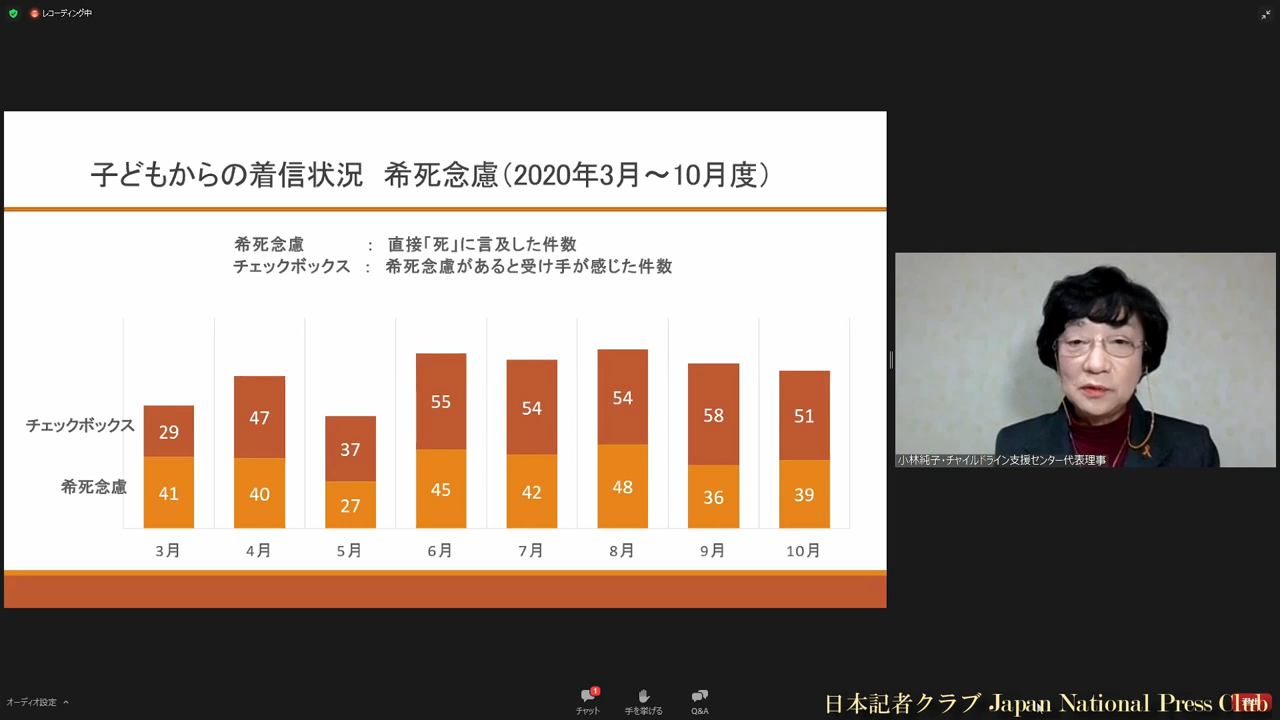 レコーディング中
子どもからの着信状況 希死念慮（2020年3月～10月度）
希死念慮 ： 直接「死」に言及した件数
チェックボックス ： 希死念慮があると受け手が感じた件数
チェックボックス
29 47 37 55 54 54 58 51
希死念慮
41 40 27 45 42 48 36 39
3月 4月 5月 6月 7月 8月 9月 10月
小林純子・チャイルドライン支援センター代表理事
オーディオ設定
1
チャット 手を挙げる Q&A
日本記者クラブ Japan National Press Club